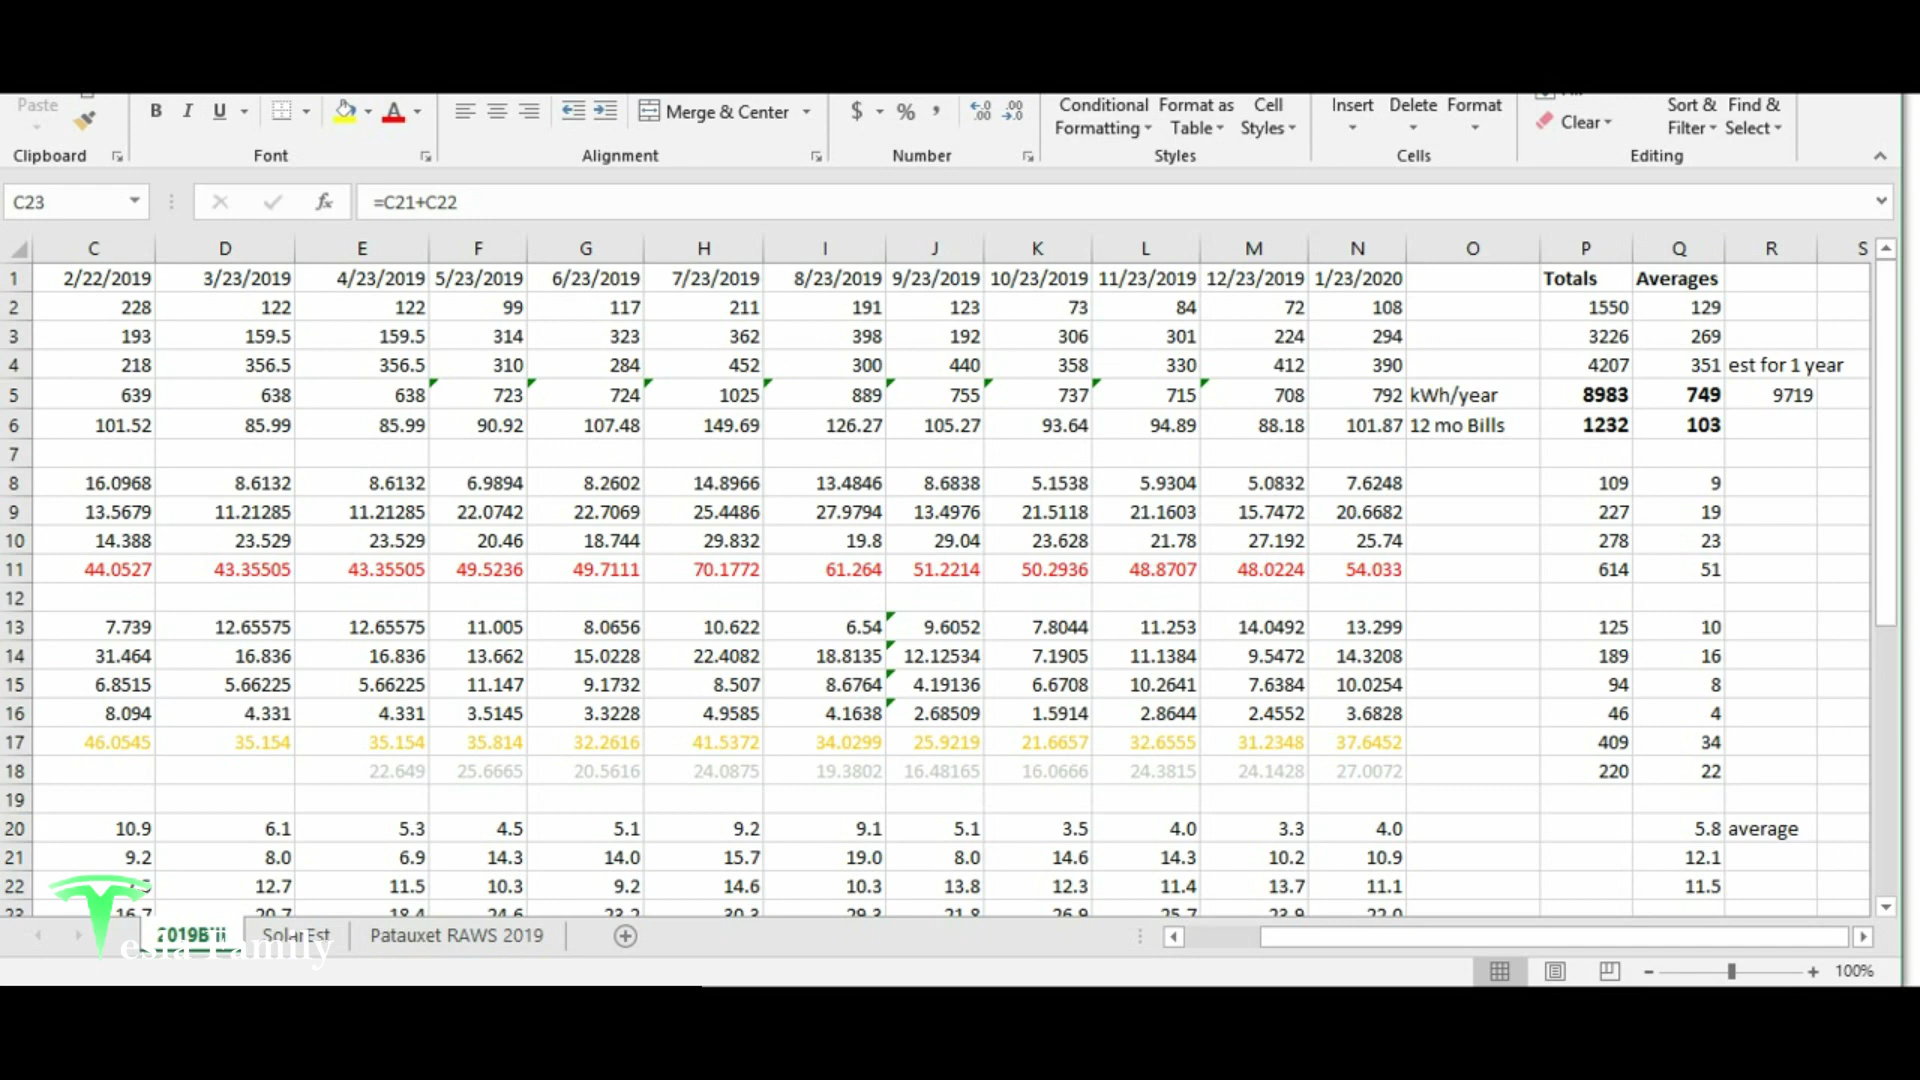 Paste
B I U A
Merge & Center
$ % ,
Conditional Formatting
Format as Table
Cell Styles
Insert
Delete
Format
Clear
Sort & Filter
Find & Select
Clipboard Font Alignment Number Styles Cells Editing
C23 fx =C21+C22
C D E F G H I J K L M N O P Q R S
1 2/22/2019 3/23/2019 4/23/2019 5/23/2019 6/23/2019 7/23/2019 8/23/2019 9/23/2019 10/23/2019 11/23/2019 12/23/2019 1/23/2020 Totals Averages
2 228 122 122 99 117 211 191 123 73 84 72 108 1550 129
3 193 159.5 159.5 314 323 362 398 192 306 301 224 294 3226 269
4 218 356.5 356.5 310 284 452 300 440 358 330 412 390 4207 351 est for 1 year
5 639 638 638 723 724 1025 889 755 737 715 708 792 kWh/year 8983 749 9719
6 101.52 85.99 85.99 90.92 107.48 149.69 126.27 105.27 93.64 94.89 88.18 101.87 12 mo Bills 1232 103
7
8 16.0968 8.6132 8.6132 6.9894 8.2602 14.8966 13.4846 8.6838 5.1538 5.9304 5.0832 7.6248 109 9
9 13.5679 11.21285 11.21285 22.0742 22.7069 25.4486 27.9794 13.4976 21.5118 21.1603 15.7472 20.6682 227 19
10 14.388 23.529 23.529 20.46 18.744 29.832 19.8 29.04 23.628 21.78 27.192 25.74 278 23
11 44.0527 43.35505 43.35505 49.5236 49.7111 70.1772 61.264 51.2214 50.2936 48.8707 48.0224 54.033 614 51
12
13 7.739 12.65575 12.65575 11.005 8.0656 10.622 6.54 9.6052 7.8044 11.253 14.0492 13.299 125 10
14 31.464 16.836 16.836 13.662 15.0228 22.4082 18.8135 12.12534 7.1905 11.1384 9.5472 14.3208 189 16
15 6.8515 5.66225 5.66225 11.147 9.1732 8.507 8.6764 4.19136 6.6708 10.2641 7.6384 10.0254 94 8
16 8.094 4.331 4.331 3.5145 3.3228 4.9585 4.1638 2.68509 1.5914 2.8644 2.4552 3.6828 46 4
17 46.0545 35.154 35.154 35.814 32.2616 41.5372 34.0299 25.9219 21.6657 32.6555 31.2348 37.6452 409 34
18 22.649 25.6665 20.5616 24.0875 19.3802 16.48165 16.0666 24.3815 24.1428 27.0072 220 22
19
20 10.9 6.1 5.3 4.5 5.1 9.2 9.1 5.1 3.5 4.0 3.3 4.0 5.8 average
21 9.2 8.0 6.9 14.3 14.0 15.7 19.0 8.0 14.6 14.3 10.2 10.9 12.1
22 12.7 11.5 10.3 9.2 14.6 10.3 13.8 12.3 11.4 13.7 11.1 11.5
23 16.7 20.7 18.4 24.6 23.2 30.3 29.3 21.8 26.9 25.7 23.9 22.0
2019Bill SolarEst Patauxet RAWS 2019
esla Family
100%